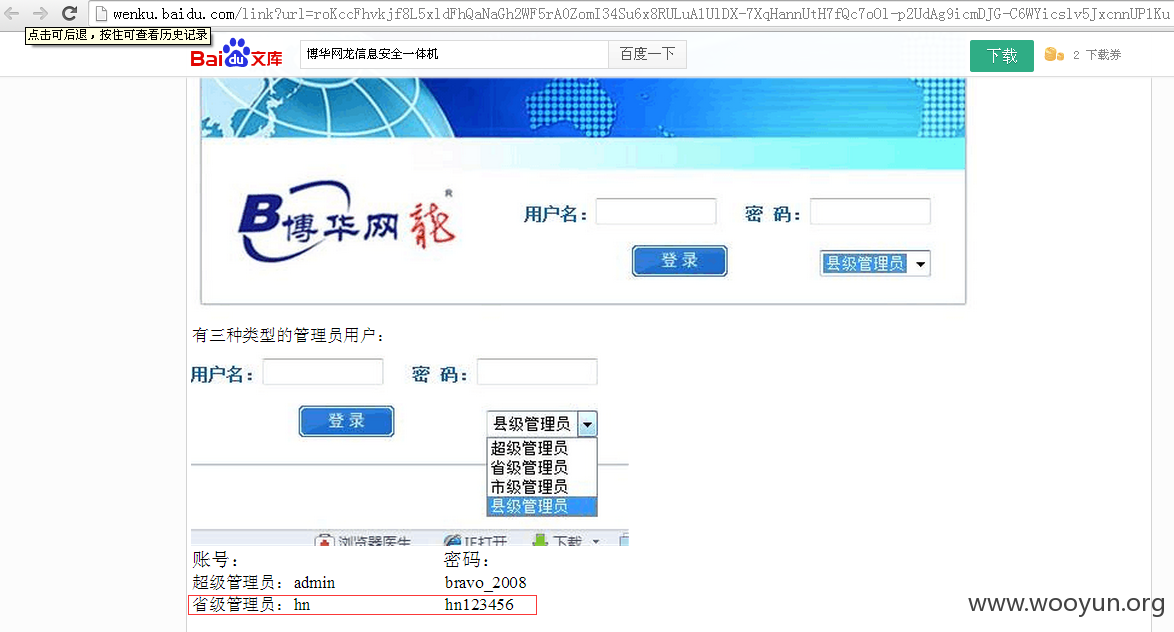 wenku.baidu.com/link?url=roKccFhvkjf8L5xldFhQaNaGh2WF5rA0ZomI34Su6x8RULuA1UlDX-7XqHannUtH7fQc7oOl-p2UdAg9icmDJG-C6WYicslv5JxcnnUP1Ku
点击可后退，按住可查看历史记录
Bai du 文库
博华网龙信息安全一体机
百度一下
下载
2 下载券
B博华网龙®
用户名：
密 码：
登录
县级管理员
有三种类型的管理员用户：
用户名：
密 码：
登录
县级管理员
超级管理员
省级管理员
市级管理员
县级管理员
浏览器医生 IE打开 下载
账号： 密码：
超级管理员：admin bravo_2008
省级管理员：hn hn123456
www.wooyun.org